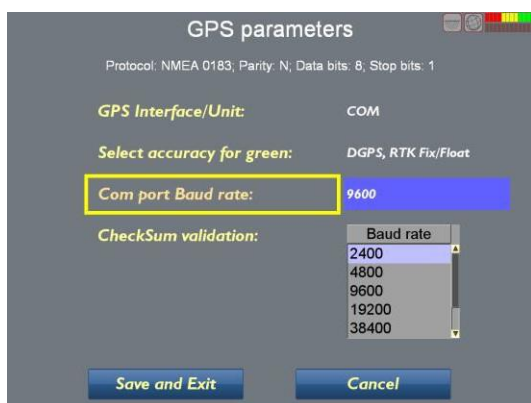 GPS parameters
Protocol: NMEA 0183; Parity: N; Data bits: 8; Stop bits: 1
GPS Interface/Unit: COM
Select accuracy for green: DGPS, RTK Fix/Float
Com port Baud rate: 9600
CheckSum validation:
Baud rate
2400
4800
9600
19200
38400
Save and Exit Cancel